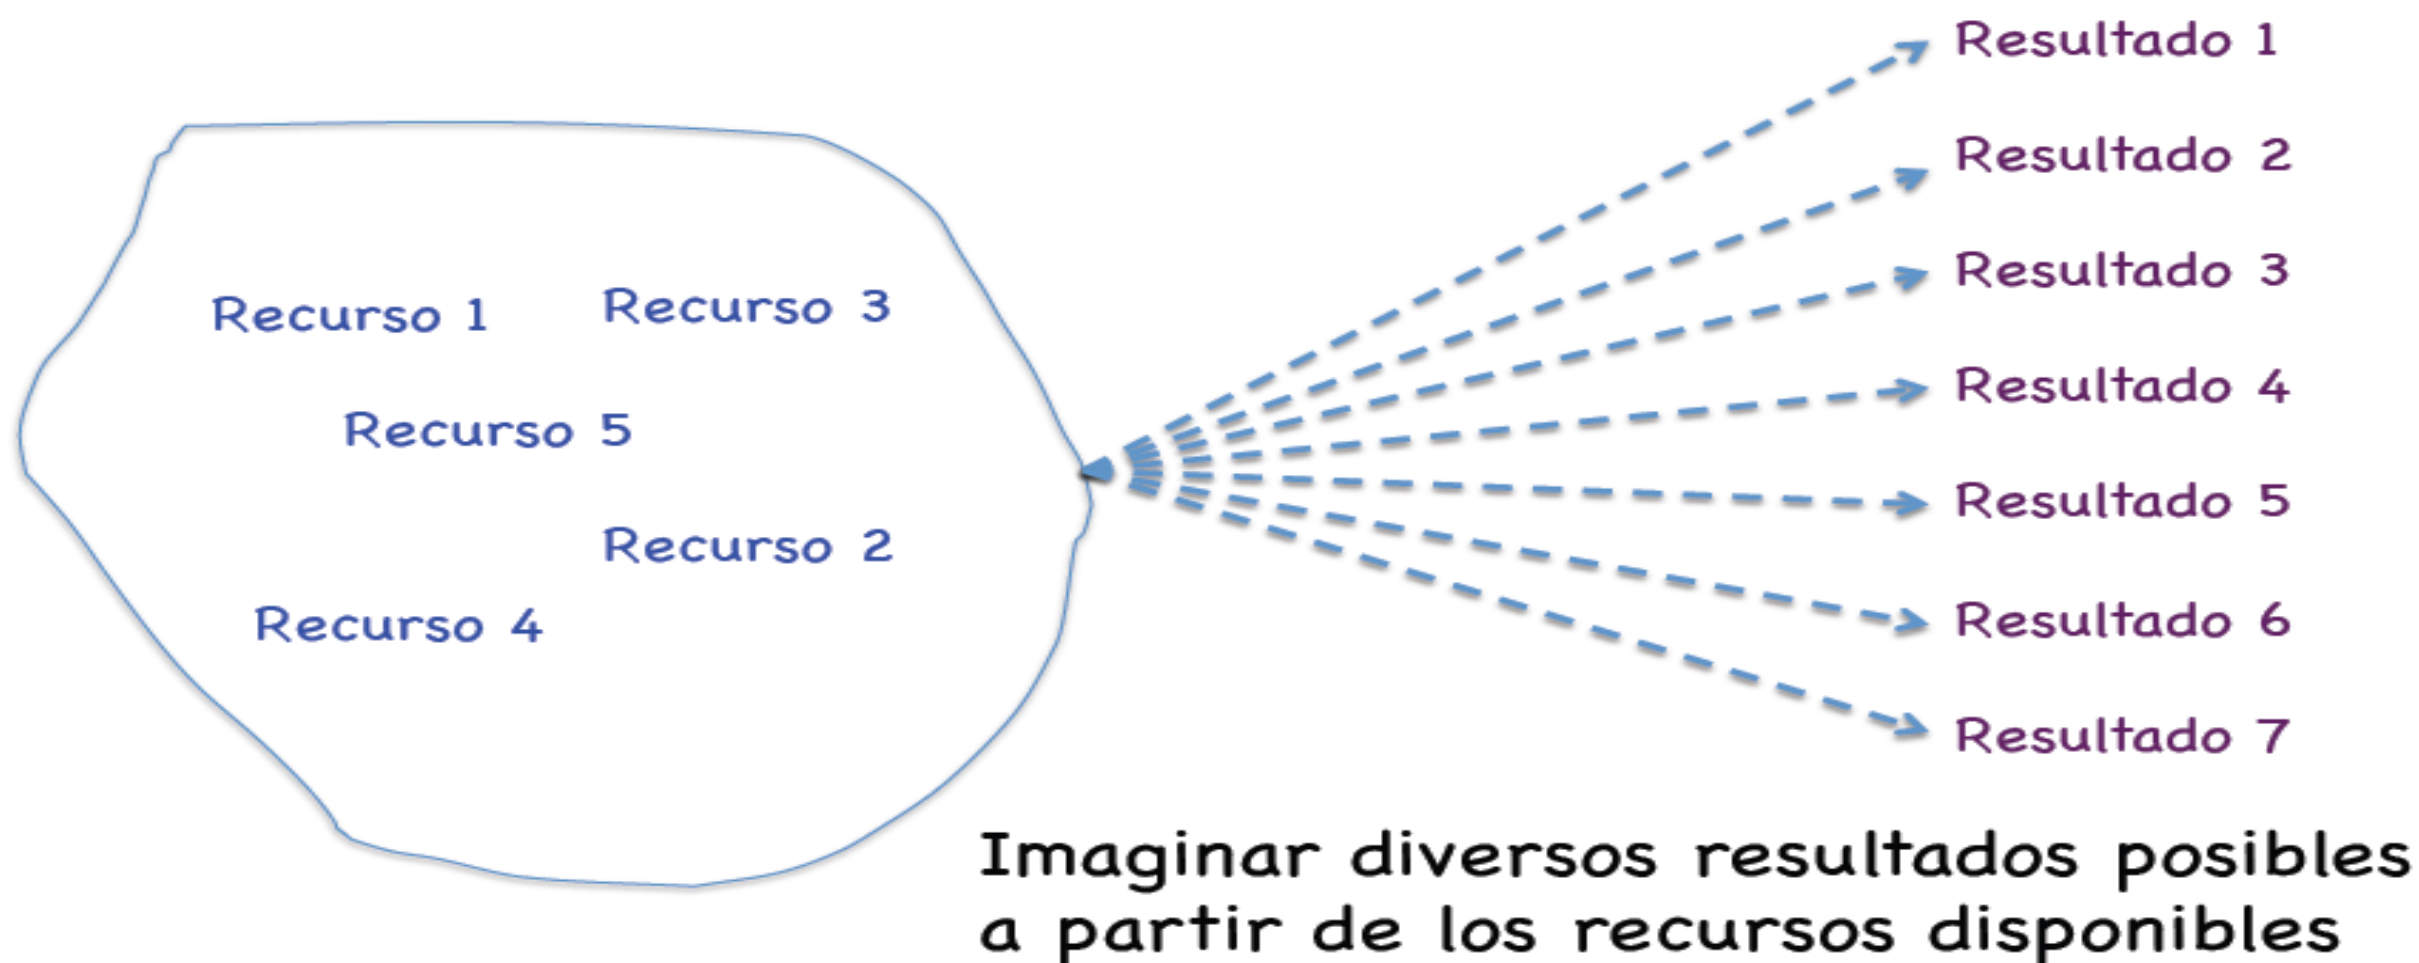 Recurso 1
Recurso 3
Recurso 5
Recurso 2
Recurso 4
Resultado 1
Resultado 2
Resultado 3
Resultado 4
Resultado 5
Resultado 6
Resultado 7
Imaginar diversos resultados posibles
a partir de los recursos disponibles